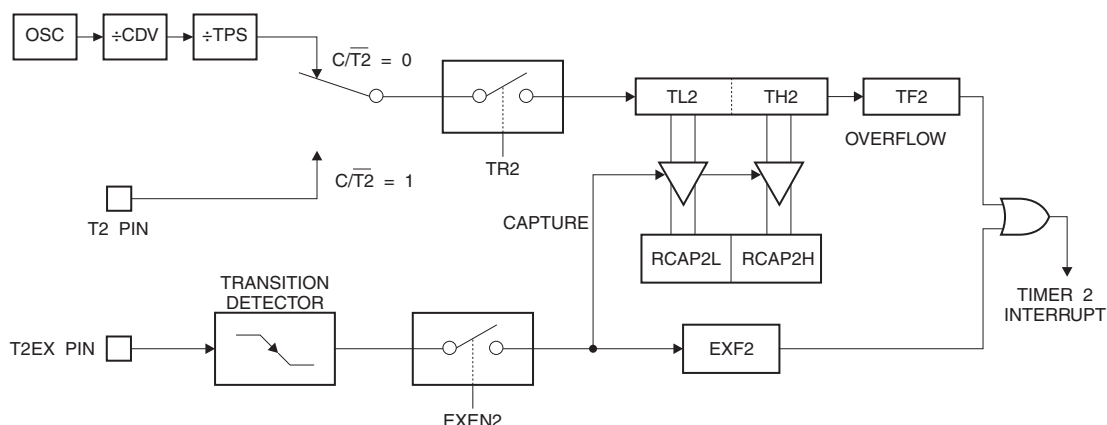 OSC
÷CDV
÷TPS
C/T2 = 0
TL2
TH2
TF2
OVERFLOW
TR2
C/T2 = 1
T2 PIN
CAPTURE
RCAP2L
RCAP2H
TRANSITION
DETECTOR
TIMER 2
INTERRUPT
T2EX PIN
EXF2
EXEN2